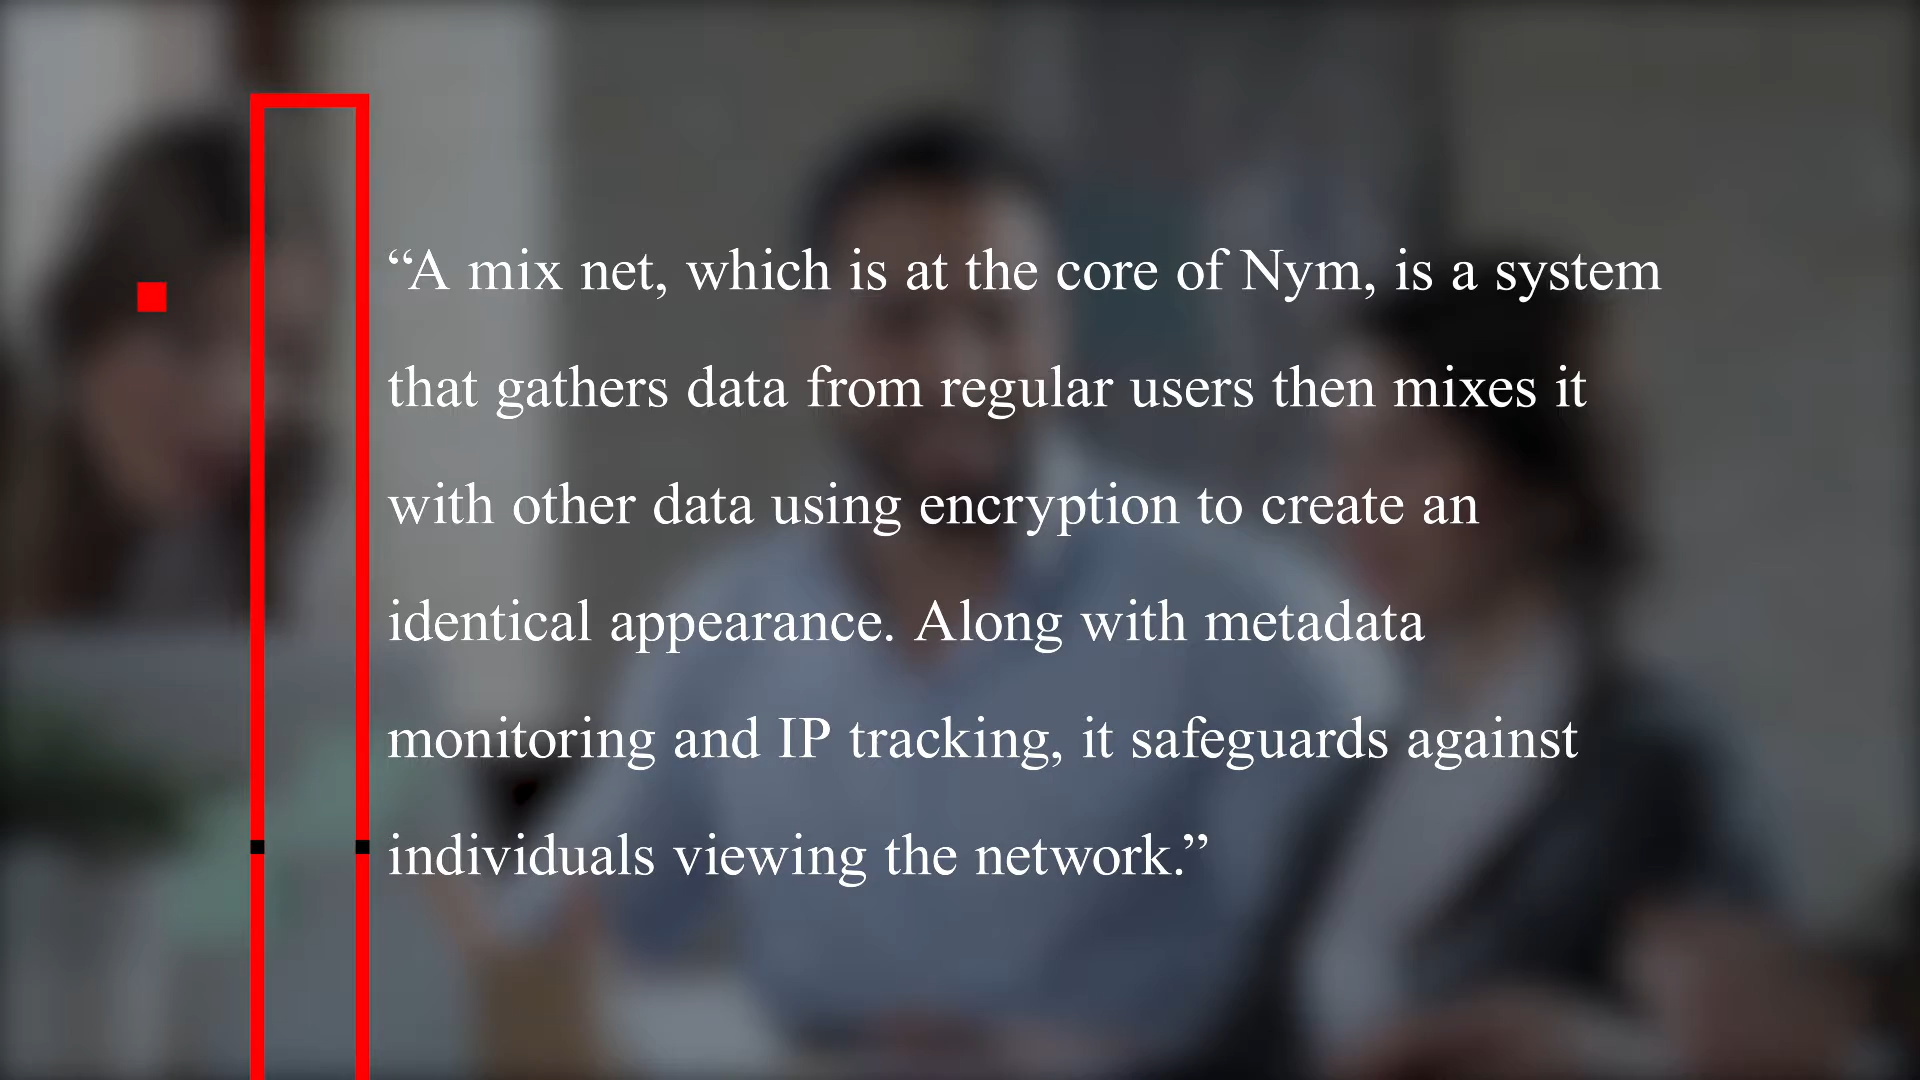 “A mix net, which is at the core of Nym, is a system
that gathers data from regular users then mixes it
with other data using encryption to create an
identical appearance. Along with metadata
monitoring and IP tracking, it safeguards against
individuals viewing the network.”